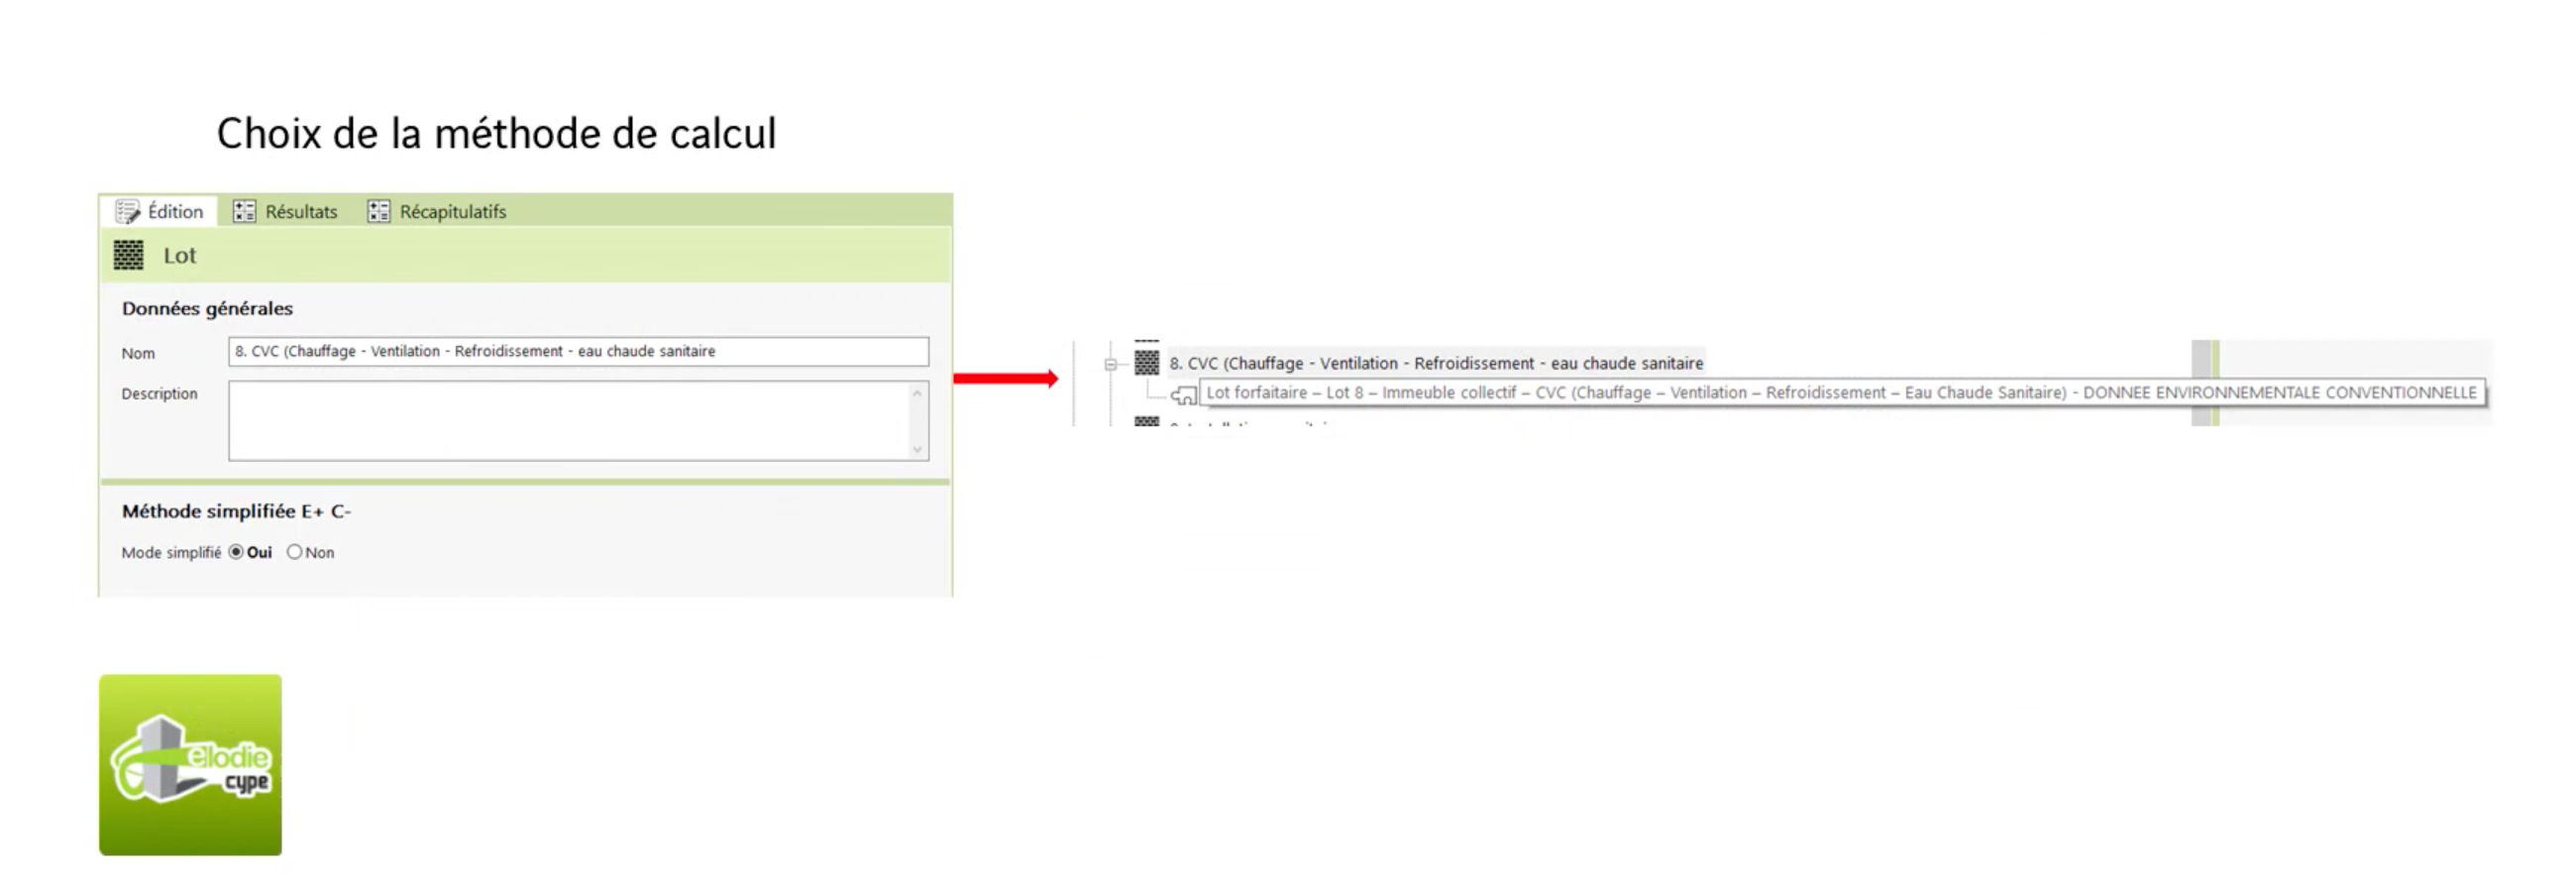 Choix de la méthode de calcul
Édition Résultats Récapitulatifs
Lot
Données générales
Nom 8. CVC (Chauffage - Ventilation - Refroidissement - eau chaude sanitaire
Description
Méthode simplifiée E+ C-
Mode simplifié Oui Non
8. CVC (Chauffage - Ventilation - Refroidissement - eau chaude sanitaire
Lot forfaitaire – Lot 8 – Immeuble collectif – CVC (Chauffage – Ventilation – Refroidissement – Eau Chaude Sanitaire) - DONNEE ENVIRONNEMENTALE CONVENTIONNELLE
élodie
cype